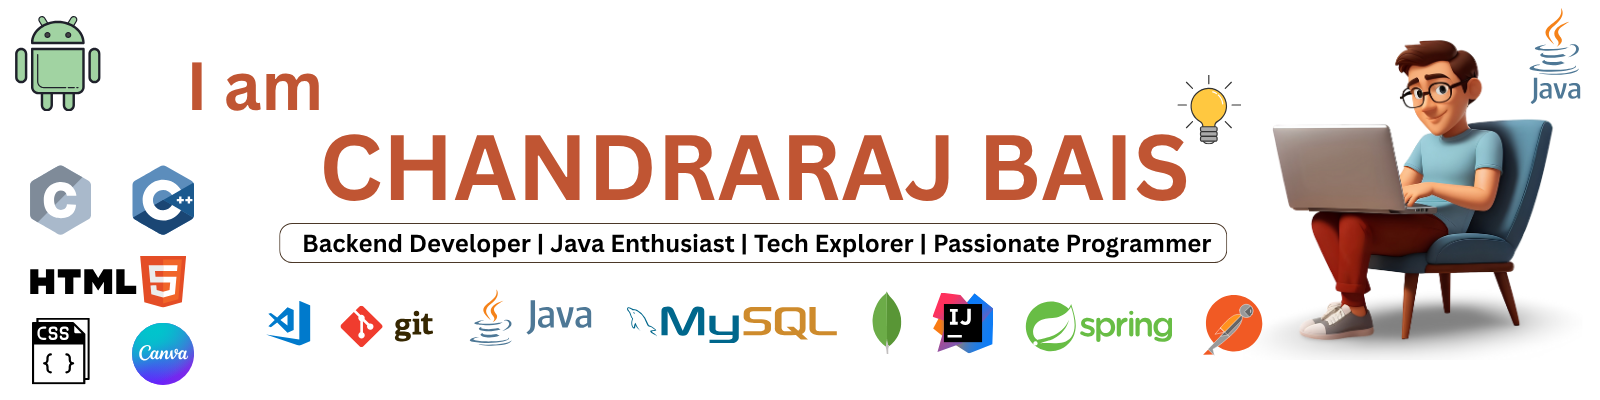 I am
Java
CHANDRARAJ BAIS
C
C++
Backend Developer | Java Enthusiast | Tech Explorer | Passionate Programmer
HTML 5
git
Java
MySQL
IJ
spring
CSS
{ }
Canva